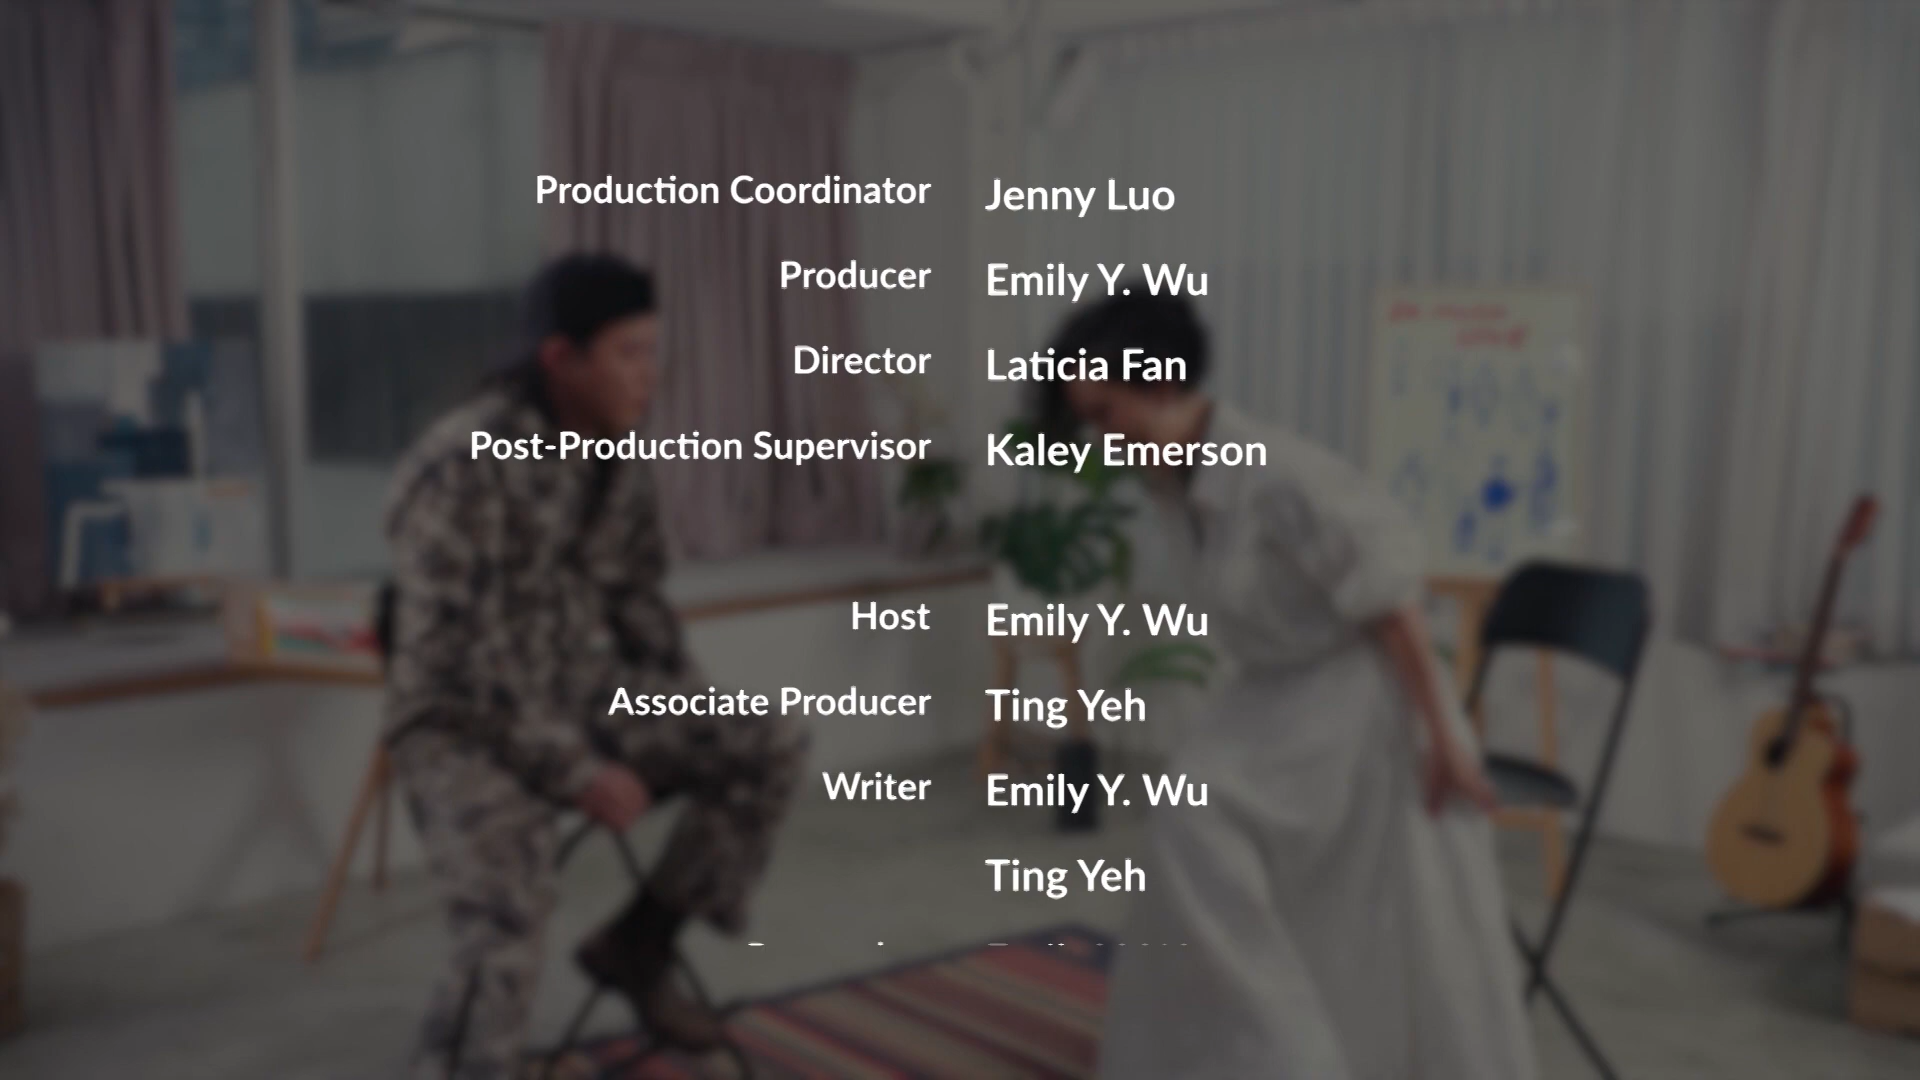 Production Coordinator Jenny Luo
Producer Emily Y. Wu
Director Laticia Fan
Post-Production Supervisor Kaley Emerson
Host Emily Y. Wu
Associate Producer Ting Yeh
Writer Emily Y. Wu
Ting Yeh